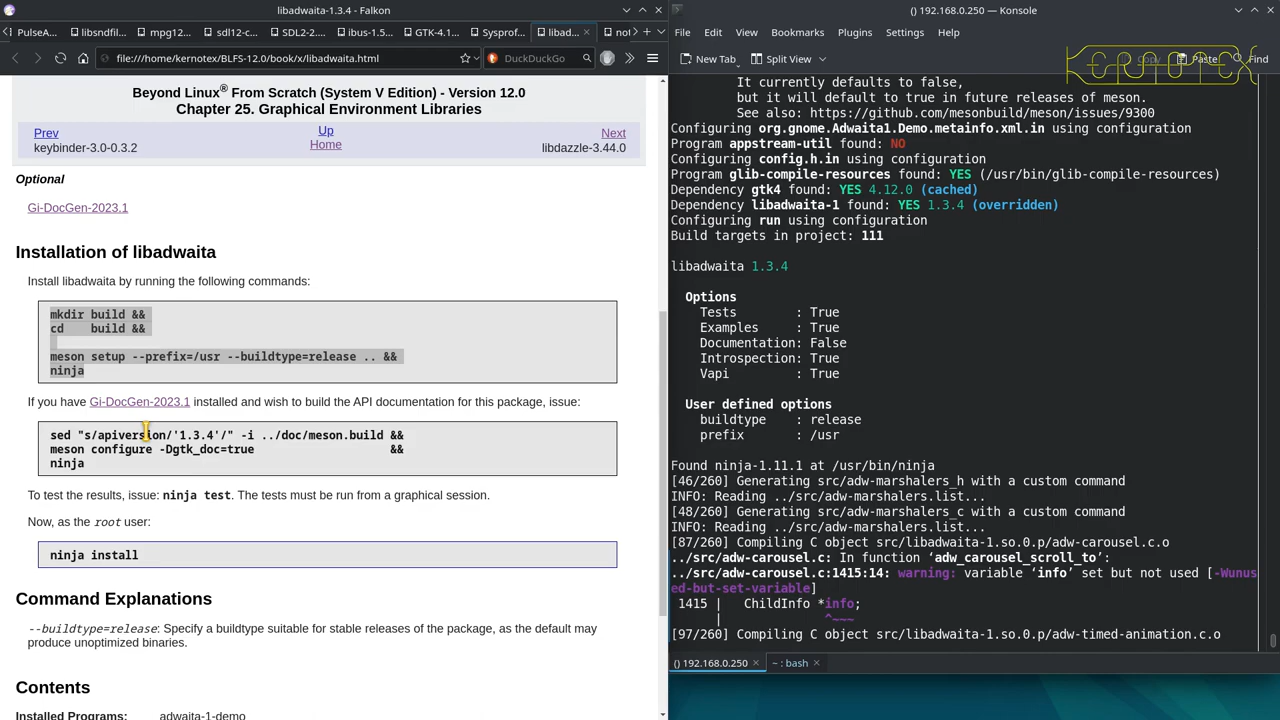 libadwaita-1.3.4 - Falkon
PulseA...
libsndfil...
mpg12...
sdl12-c...
SDL2-2....
ibus-1.5...
GTK-4.1...
Sysprof...
libad...
not
file:///home/kernotex/BLFS-12.0/book/x/libadwaita.html
DuckDuckGo
Beyond Linux® From Scratch (System V Edition) - Version 12.0
Chapter 25. Graphical Environment Libraries
Prev Up Next
keybinder-3.0-0.3.2 Home libdazzle-3.44.0
Optional
Gi-DocGen-2023.1
Installation of libadwaita
Install libadwaita by running the following commands:
mkdir build &&
cd    build &&
meson setup --prefix=/usr --buildtype=release .. &&
ninja
If you have Gi-DocGen-2023.1 installed and wish to build the API documentation for this package, issue:
sed "s/apiversion/'1.3.4'/" -i ../doc/meson.build &&
meson configure -Dgtk_doc=true                    &&
ninja
To test the results, issue: ninja test. The tests must be run from a graphical session.
Now, as the root user:
ninja install
Command Explanations
--buildtype=release: Specify a buildtype suitable for stable releases of the package, as the default may
produce unoptimized binaries.
Contents
Installed Programs: adwaita-1-demo
() 192.168.0.250 — Konsole
File Edit View Bookmarks Plugins Settings Help
New Tab Split View Copy Paste Find
KERNOTEX
It currently defaults to false,
but it will default to true in future releases of meson.
See also: https://github.com/mesonbuild/meson/issues/9300
Configuring org.gnome.Adwaita1.Demo.metainfo.xml.in using configuration
Program appstream-util found: NO
Configuring config.h.in using configuration
Program glib-compile-resources found: YES (/usr/bin/glib-compile-resources)
Dependency gtk4 found: YES 4.12.0 (cached)
Dependency libadwaita-1 found: YES 1.3.4 (overridden)
Configuring run using configuration
Build targets in project: 111
libadwaita 1.3.4
Options
Tests         : True
Examples      : True
Documentation: False
Introspection: True
Vapi          : True
User defined options
buildtype     : release
prefix        : /usr
Found ninja-1.11.1 at /usr/bin/ninja
[46/260] Generating src/adw-marshalers_h with a custom command
INFO: Reading ../src/adw-marshalers.list...
[48/260] Generating src/adw-marshalers_c with a custom command
INFO: Reading ../src/adw-marshalers.list...
[87/260] Compiling C object src/libadwaita-1.so.0.p/adw-carousel.c.o
../src/adw-carousel.c: In function ‘adw_carousel_scroll_to’:
../src/adw-carousel.c:1415:14: warning: variable ‘info’ set but not used [-Wunus
ed-but-set-variable]
1415 |   ChildInfo *info;
|              ^~~~
[97/260] Compiling C object src/libadwaita-1.so.0.p/adw-timed-animation.c.o
() 192.168.0.250
~ : bash